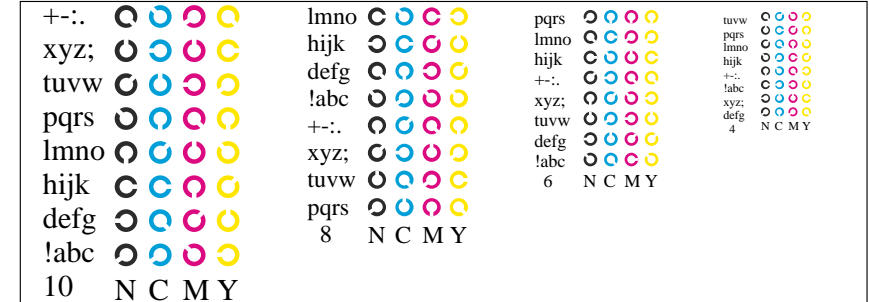 +-:.
xyz;
tuvw
pqrs
lmno
hijk
defg
!abc
10 N C M Y
lmno
hijk
defg
!abc
+-:.
xyz;
tuvw
pqrs
8 N C M Y
pqrs
lmno
hijk
+-:.
xyz;
tuvw
defg
!abc
6 N C M Y
tuvw
pqrs
lmno
hijk
+-:.
!abc
xyz;
defg
4 N C M Y